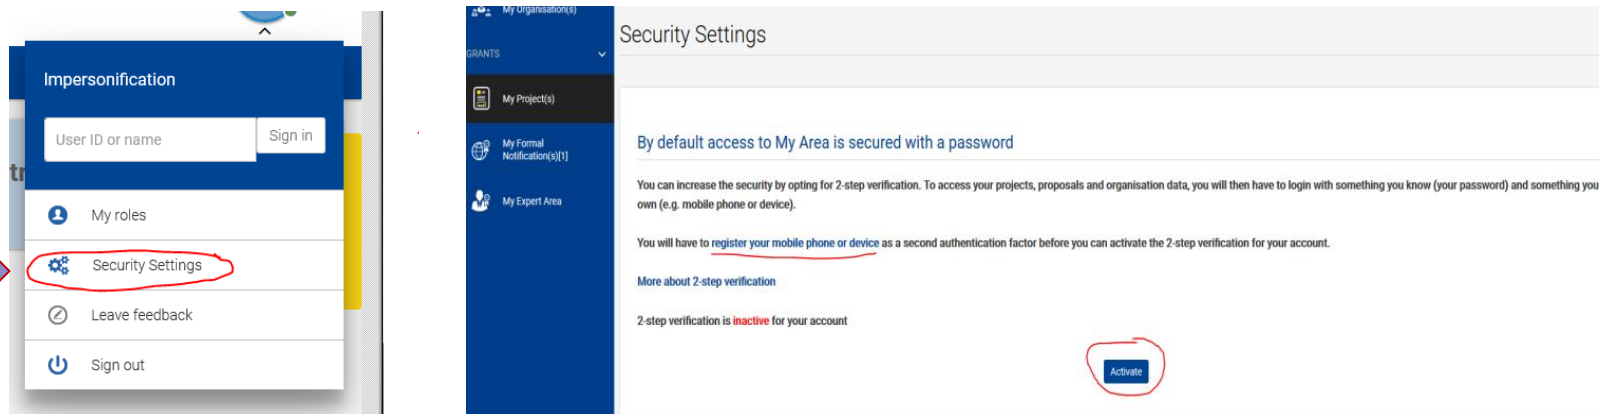 Impersonification
User ID or name
Sign in
My roles
Security Settings
Leave feedback
Sign out
My Organisation(s)
GRANTS
My Project(s)
My Formal
Notification(s)[1]
My Expert Area
Security Settings
By default access to My Area is secured with a password
You can increase the security by opting for 2-step verification. To access your projects, proposals and organisation data, you will then have to login with something you know (your password) and something you
own (e.g. mobile phone or device).
You will have to register your mobile phone or device as a second authentication factor before you can activate the 2-step verification for your account.
More about 2-step verification
2-step verification is inactive for your account
Activate